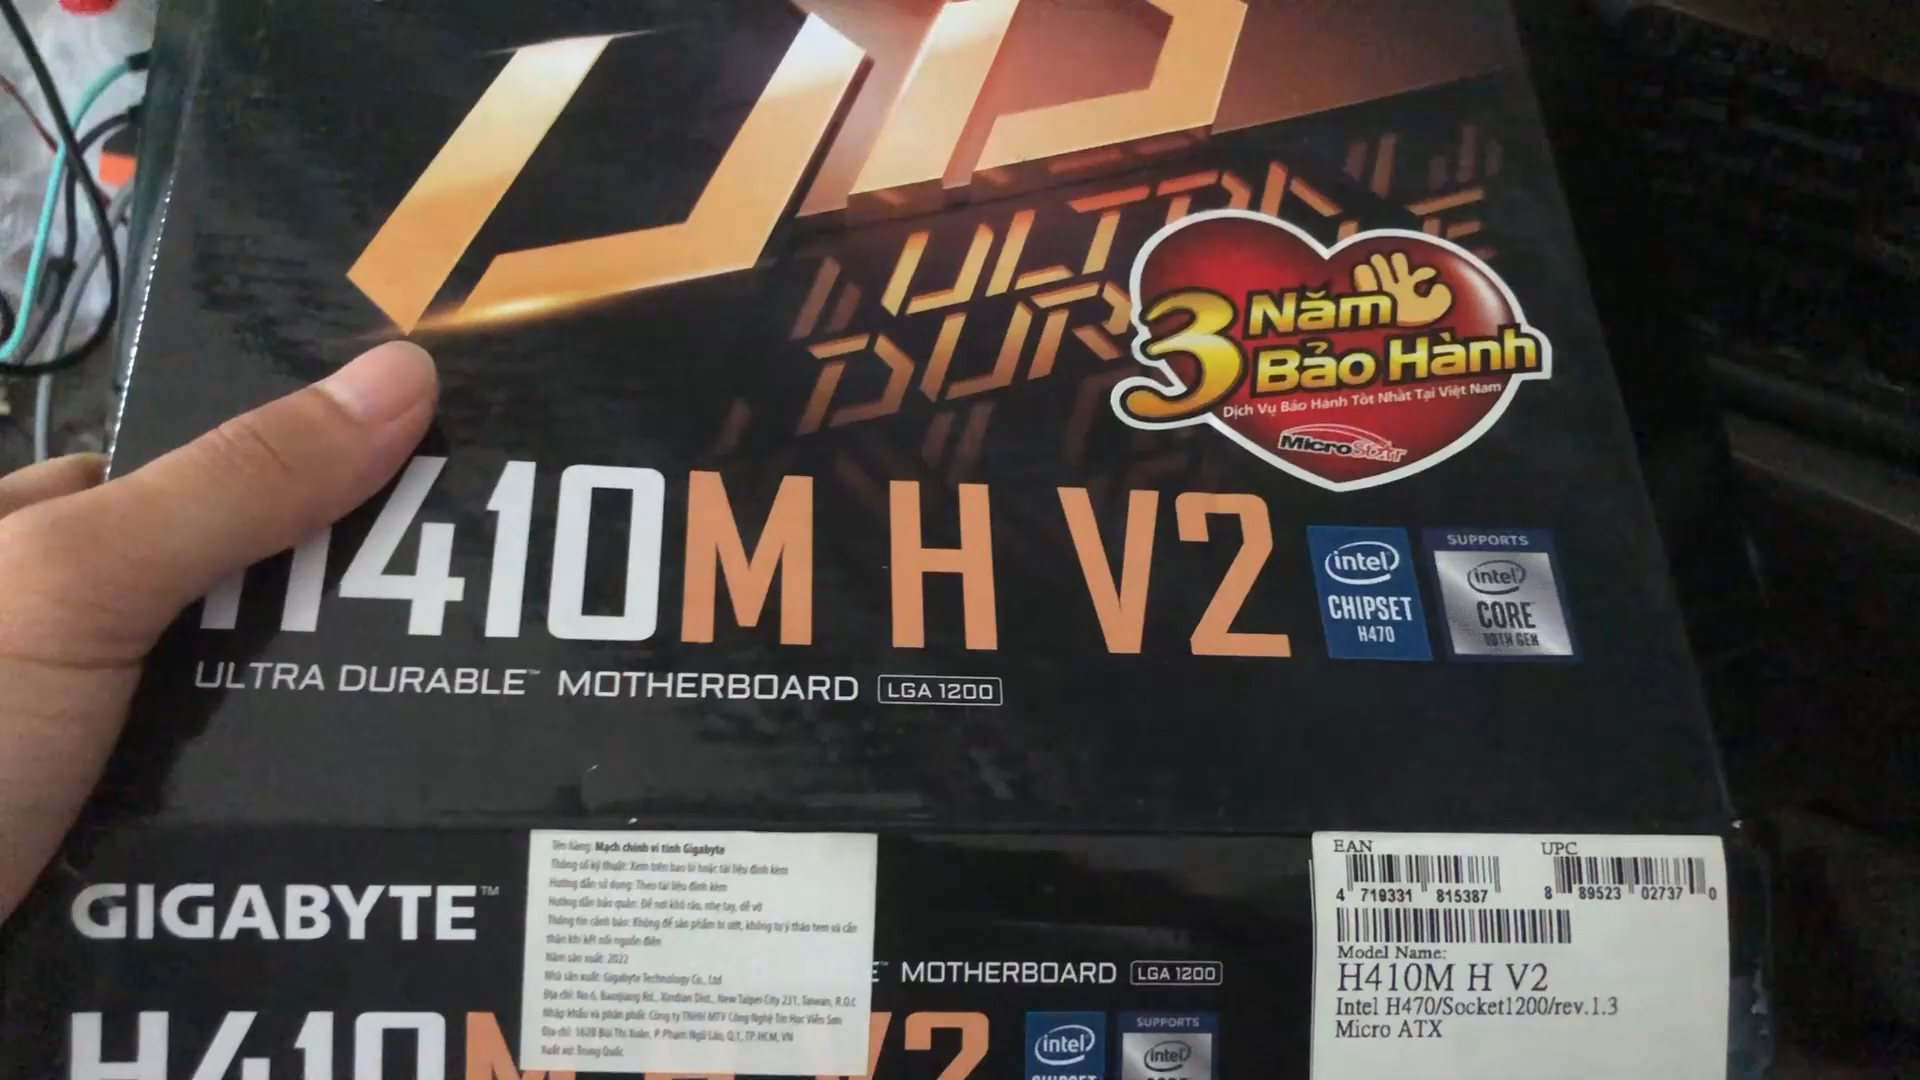 UD
ULTRA
DUR
3 Năm
Bảo Hành
Dịch Vụ Bảo Hành Tốt Nhất Tại Việt Nam
MicroStar
H410M H V2
intel
CHIPSET
H470
SUPPORTS
intel
CORE
10TH GEN
ULTRA DURABLE™ MOTHERBOARD LGA 1200
GIGABYTE™
Tên hàng: Mạch chính vi tính Gigabyte
Thông số kỹ thuật: Xem trên bao bì hoặc tài liệu đính kèm
Hướng dẫn sử dụng: Theo tài liệu đính kèm
Hướng dẫn bảo quản: Để nơi khô ráo, nhẹ tay, dễ vỡ
Thông tin cảnh báo: Không để sản phẩm bị ướt, không tự ý tháo tem và cẩn
thận khi kết nối nguồn điện
Năm sản xuất: 2022
Nhà sản xuất: Gigabyte Technology Co., Ltd
Địa chỉ: No.6, Baoqiang Rd., Xindian Dist., New Taipei City 231, Taiwan, R.O.C
Nhập khẩu và phân phối: Công ty TNHH MTV Công Nghệ Tin Học Viễn Sơn
Địa chỉ: 162B Bùi Thị Xuân, P. Phạm Ngũ Lão, Q.1, TP. HCM, VN
Xuất xứ: Trung Quốc
E™ MOTHERBOARD LGA 1200
H410M H V2
intel
CHIPSET
SUPPORTS
intel
CORE
EAN
UPC
4 719331 815387
8 89523 02737 0
Model Name:
H410M H V2
Intel H470/Socket1200/rev.1.3
Micro ATX